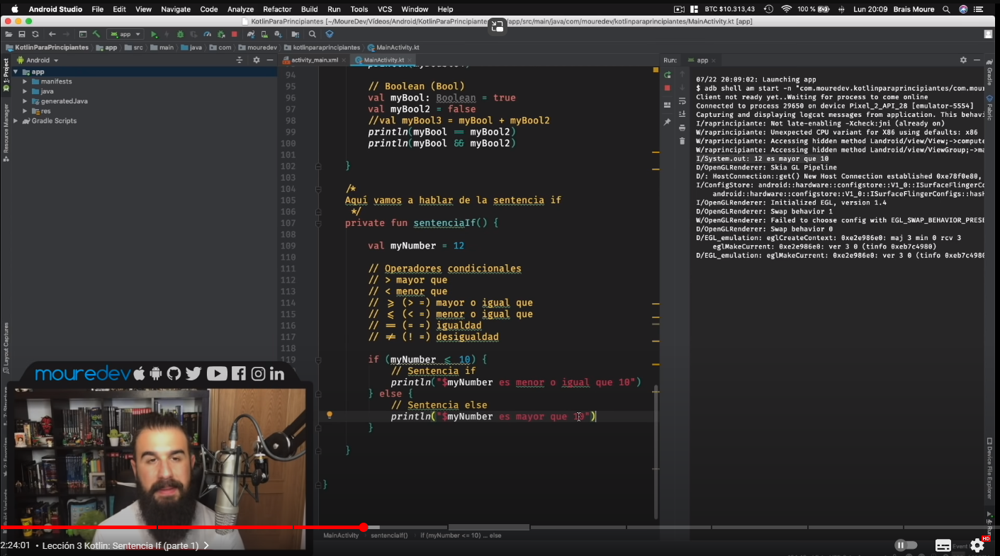 Android Studio File Edit View Navigate Code Analyze Refactor Build Run Tools VCS Window Help BTC $10.313,43 100 % Lun 20:09 Brais Moure
KotlinParaPrincipiantes [~/MoureDev/Vídeos/Android/KotlinParaPrincipiantes] app/src/main/java/com/mouredev/kotlinparaprincipiantes/MainActivity.kt [app]
app
KotlinParaPrincipiantes app src main java com mouredev kotlinparaprincipiantes MainActivity.kt
Android
activity_main.xml MainActivity.kt
Run: app
1: Project
Resource Manager
Layout Captures
Gradle
Fabric
Device File Explorer
app
manifests
java
generatedJava
res
Gradle Scripts
94
95 // Boolean (Bool)
96 val myBool: Boolean = true
97 val myBool2 = false
98 //val myBool3 = myBool + myBool2
99 println(myBool == myBool2)
100 println(myBool && myBool2)
101
102 }
103
104 /*
105 Aquí vamos a hablar de la sentencia if
106 */
107 private fun sentenciaIf() {
108
109 val myNumber = 12
110
111 // Operadores condicionales
112 // > mayor que
113 // < menor que
114 // >= (> =) mayor o igual que
115 // <= (< =) menor o igual que
116 // == (= =) igualdad
117 // != (! =) desigualdad
118
119 if (myNumber <= 10) {
// Sentencia if
println("$myNumber es menor o igual que 10")
} else {
// Sentencia else
println("$myNumber es mayor que 10")
}
}
}
07/22 20:09:02: Launching app
$ adb shell am start -n "com.mouredev.kotlinparaprincipiantes/com.mour
Client not ready yet..Waiting for process to come online
Connected to process 29650 on device Pixel_2_API_28 [emulator-5554]
Capturing and displaying logcat messages from application. This behavi
I/raprincipiante: Not late-enabling -Xcheck:jni (already on)
W/raprincipiante: Unexpected CPU variant for X86 using defaults: x86
W/raprincipiante: Accessing hidden method Landroid/view/View;->compute
W/raprincipiante: Accessing hidden method Landroid/view/ViewGroup;->ma
I/System.out: 12 es mayor que 10
D/OpenGLRenderer: Skia GL Pipeline
D/: HostConnection::get() New Host Connection established 0xe78f0e80,
I/ConfigStore: android::hardware::configstore::V1_0::ISurfaceFlingerCo
android::hardware::configstore::V1_0::ISurfaceFlingerConfigs::hasH
I/OpenGLRenderer: Initialized EGL, version 1.4
D/OpenGLRenderer: Swap behavior 1
W/OpenGLRenderer: Failed to choose config with EGL_SWAP_BEHAVIOR_PRESE
D/OpenGLRenderer: Swap behavior 0
D/EGL_emulation: eglCreateContext: 0xe2e986e0: maj 3 min 0 rcv 3
eglMakeCurrent: 0xe2e986e0: ver 3 0 (tinfo 0xeb7c4980)
D/EGL_emulation: eglMakeCurrent: 0xe2e986e0: ver 3 0 (tinfo 0xeb7c4980
mouredev
MainActivity sentenciaIf() if (myNumber <= 10) ... else
2:24:01 • Lección 3 Kotlin: Sentencia If (parte 1)
Event
HD